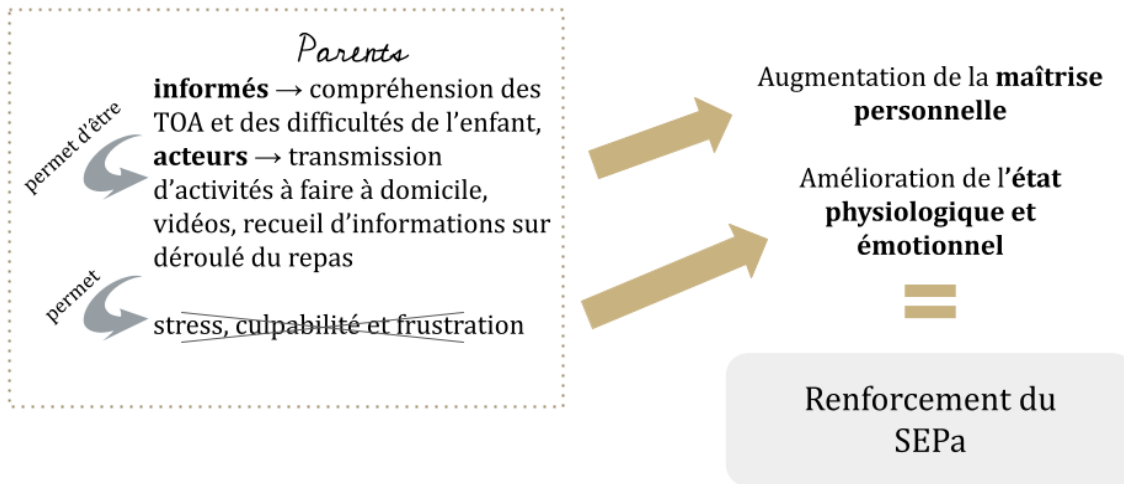 Parents
permet d'être
informés → compréhension des
TOA et des difficultés de l'enfant,
acteurs → transmission
d'activités à faire à domicile,
vidéos, recueil d'informations sur
déroulé du repas
permet
stress, culpabilité et frustration
Augmentation de la maîtrise
personnelle
Amélioration de l'état
physiologique et
émotionnel
=
Renforcement du
SEPa